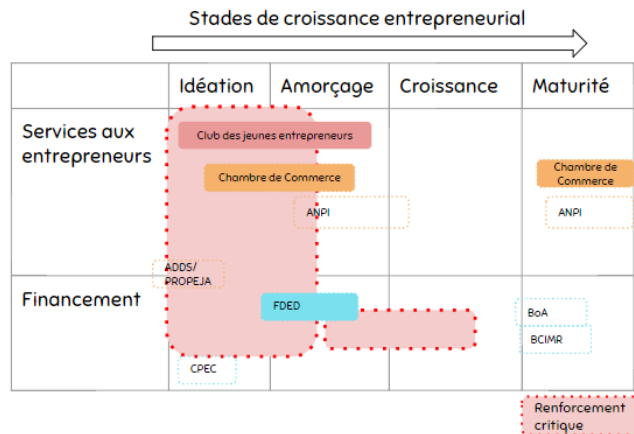 Stades de croissance entrepreneurial
Idéation
Amorçage
Croissance
Maturité
Services aux
entrepreneurs
Club des jeunes entrepreneurs
Chambre de Commerce
Chambre de
Commerce
ANPI
ANPI
ADDS/
PROPEJA
Financement
FDED
BoA
BCIMR
CPEC
Renforcement
critique